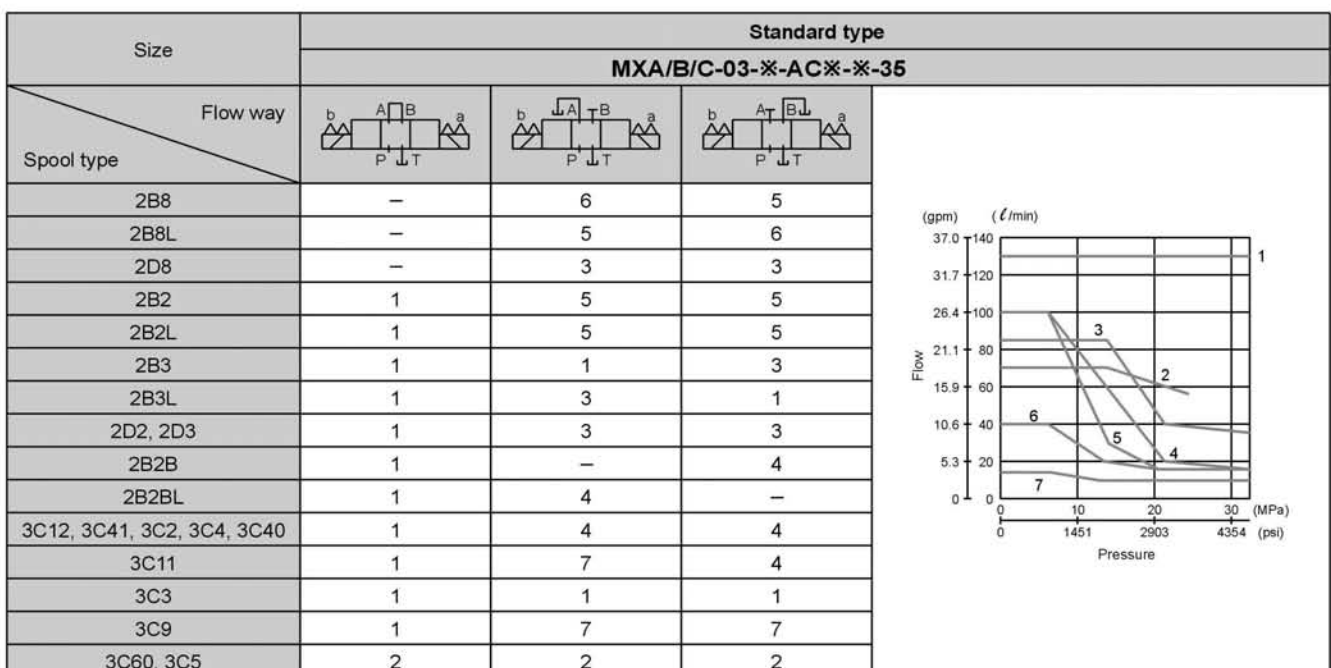 Size
Standard type
MXA/B/C-03-※-AC※-※-35
Flow way
Spool type
b A B a
P T
b A B a
P T
b A B a
P T
2B8 – 6 5
2B8L – 5 6
2D8 – 3 3
2B2 1 5 5
2B2L 1 5 5
2B3 1 1 3
2B3L 1 3 1
2D2, 2D3 1 3 3
2B2B 1 – 4
2B2BL 1 4 –
3C12, 3C41, 3C2, 3C4, 3C40 1 4 4
3C11 1 7 4
3C3 1 1 1
3C9 1 7 7
3C60, 3C5 2 2 2
(gpm) (ℓ/min)
37.0 140
1
31.7 120
26.4 100
3
21.1 80
2
Flow
15.9 60
6
10.6 40
5
4
5.3 20
7
0 0
0 10 20 30 (MPa)
0 1451 2903 4354 (psi)
Pressure